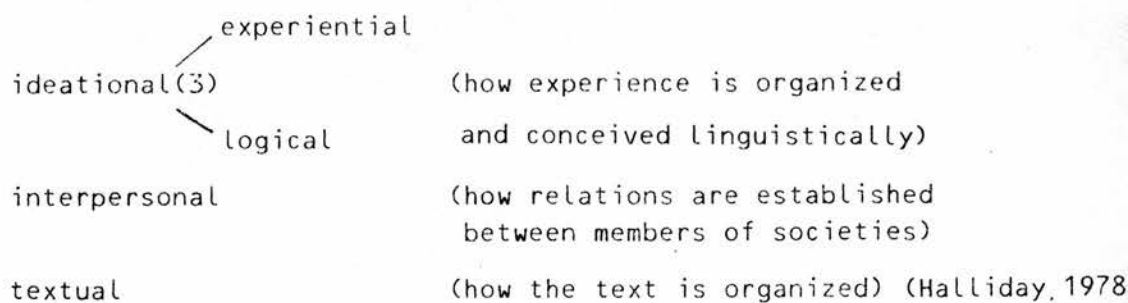 experiential
ideational(3) (how experience is organized
logical and conceived linguistically)
interpersonal (how relations are established
between members of societies)
textual (how the text is organized) (Halliday, 1978